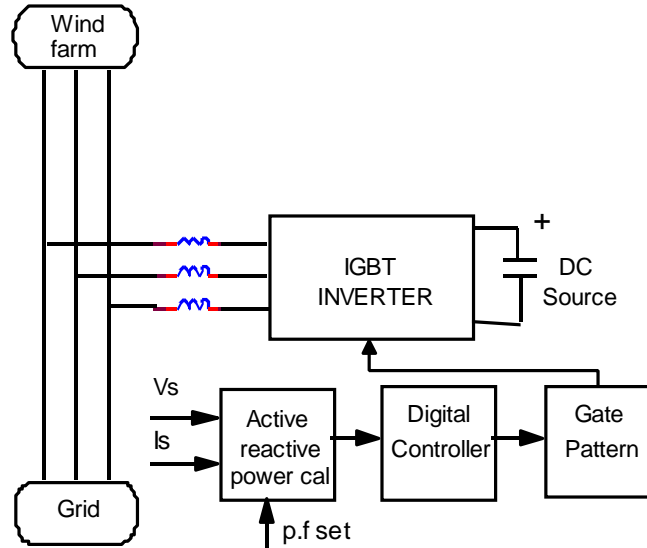 Wind
farm
IGBT
INVERTER
+
DC
Source
Vs
Is
Active
reactive
power cal
Digital
Controller
Gate
Pattern
Grid
p.f set